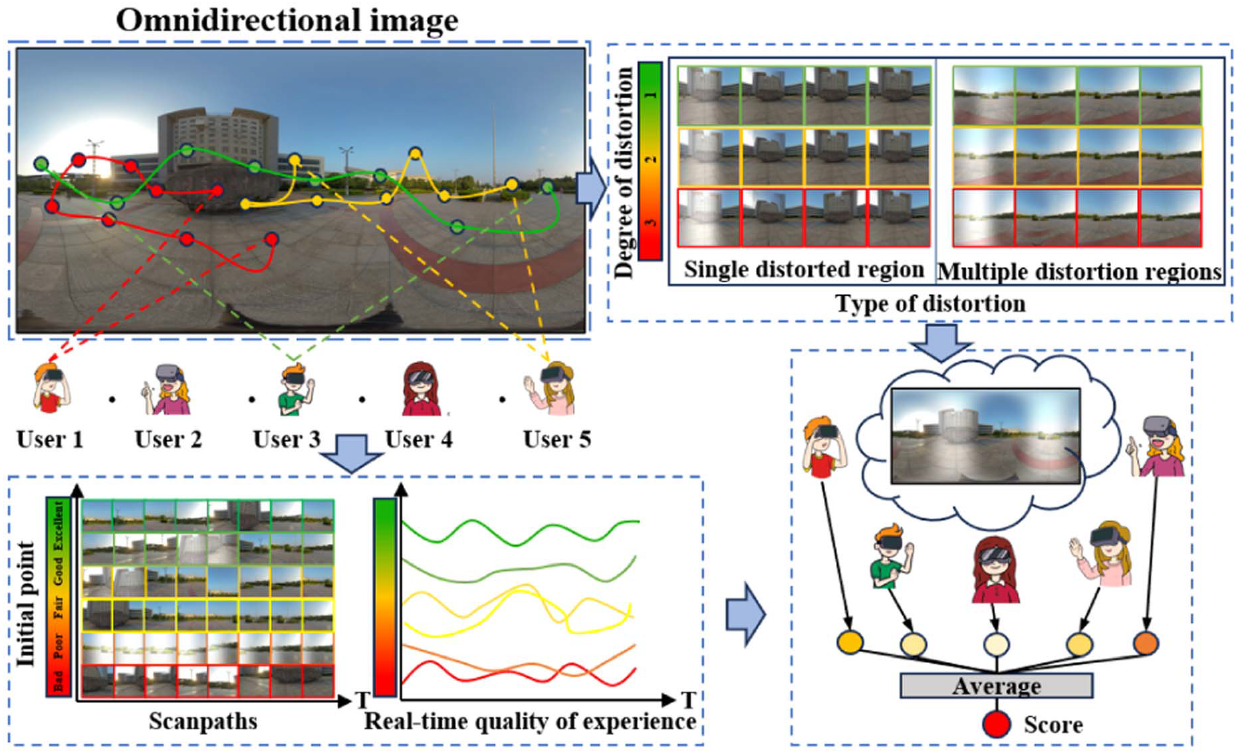 Omnidirectional image
Degree of distortion
1
2
3
Single distorted region
Multiple distortion regions
Type of distortion
User 1
User 2
User 3
User 4
User 5
Initial point
Excellent
Good
Fair
Poor
Bad
T
Scanpaths
T
Real-time quality of experience
Average
Score